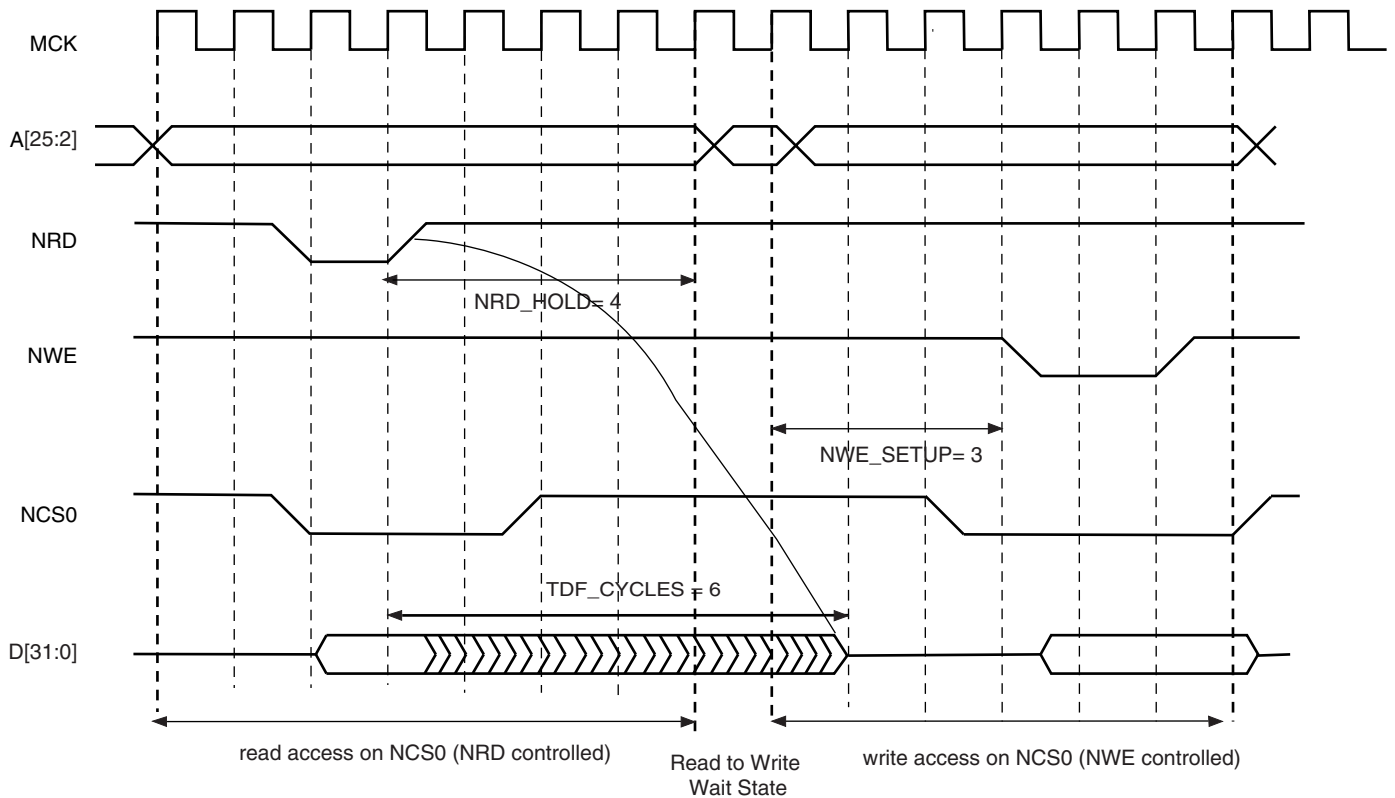 MCK
A[25:2]
NRD
NRD_HOLD= 4
NWE
NWE_SETUP= 3
NCS0
TDF_CYCLES = 6
D[31:0]
read access on NCS0 (NRD controlled)
Read to Write
Wait State
write access on NCS0 (NWE controlled)